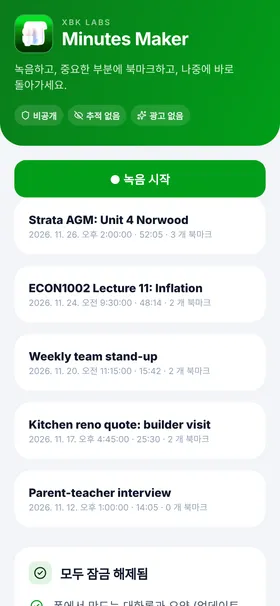 XBK LABS
Minutes Maker
녹음하고, 중요한 부분에 북마크하고, 나중에 바로
돌아가세요.
비공개
추적 없음
광고 없음
녹음 시작
Strata AGM: Unit 4 Norwood
2026. 11. 26. 오후 2:00:00 · 52:05 · 3 개 북마크
ECON1002 Lecture 11: Inflation
2026. 11. 24. 오전 9:30:00 · 48:14 · 2 개 북마크
Weekly team stand-up
2026. 11. 20. 오전 11:15:00 · 15:42 · 2 개 북마크
Kitchen reno quote: builder visit
2026. 11. 17. 오후 4:45:00 · 25:30 · 2 개 북마크
Parent-teacher interview
2026. 11. 12. 오후 1:00:00 · 14:05 · 0 개 북마크
모두 잠금 해제됨